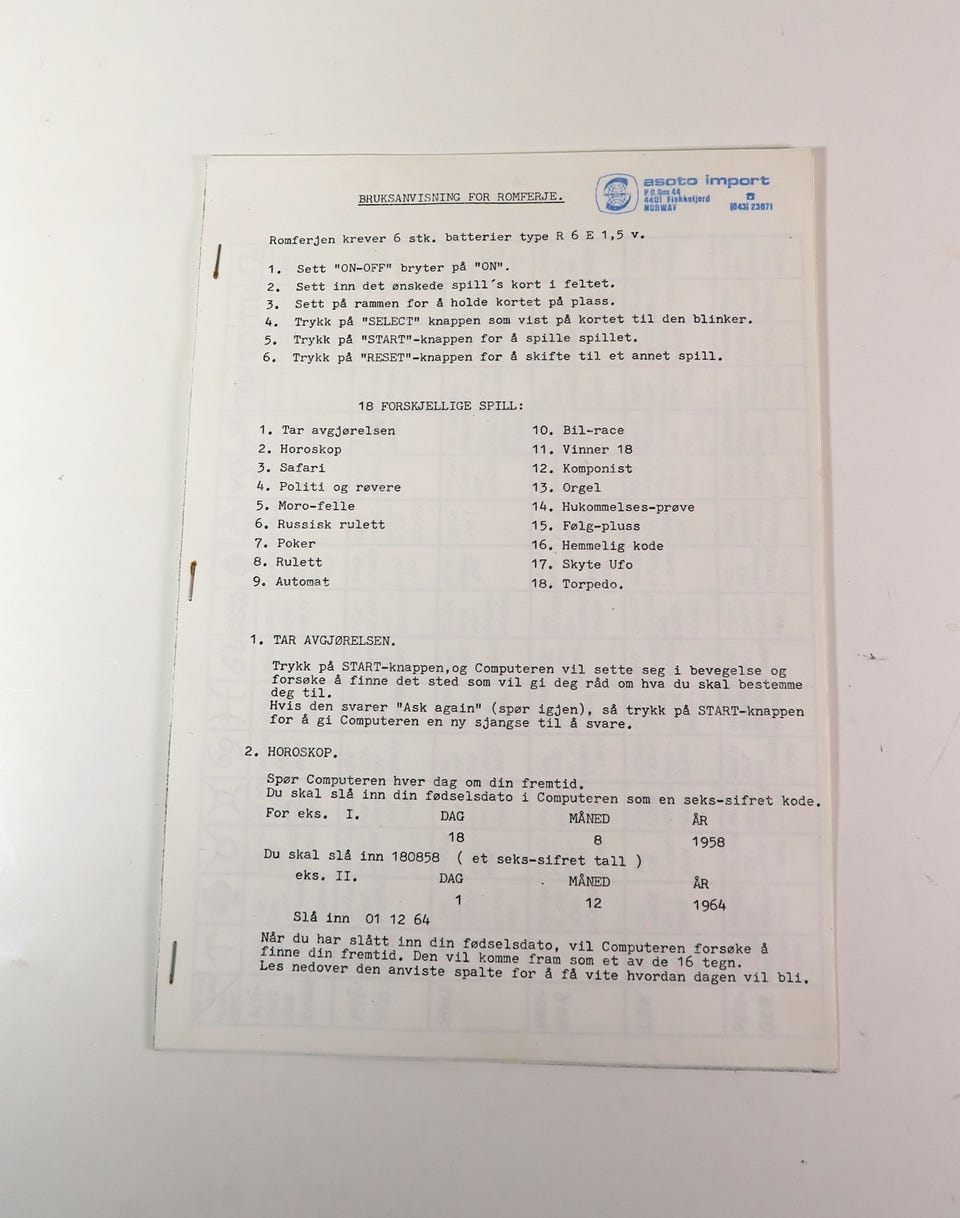 asoto import
P.O.Box 44
4401 Flekkefjord
NORWAY
☎
(043) 23071
BRUKSANVISNING FOR ROMFERJE.
Romferjen krever 6 stk. batterier type R 6 E 1,5 v.
1. Sett "ON-OFF" bryter på "ON".
2. Sett inn det ønskede spill´s kort i feltet.
3. Sett på rammen for å holde kortet på plass.
4. Trykk på "SELECT" knappen som vist på kortet til den blinker.
5. Trykk på "START"-knappen for å spille spillet.
6. Trykk på "RESET"-knappen for å skifte til et annet spill.
18 FORSKJELLIGE SPILL:
1. Tar avgjørelsen
2. Horoskop
3. Safari
4. Politi og røvere
5. Moro-felle
6. Russisk rulett
7. Poker
8. Rulett
9. Automat
10. Bil-race
11. Vinner 18
12. Komponist
13. Orgel
14. Hukommelses-prøve
15. Følg-pluss
16. Hemmelig kode
17. Skyte Ufo
18. Torpedo.
1. TAR AVGJØRELSEN.
Trykk på START-knappen,og Computeren vil sette seg i bevegelse og
forsøke å finne det sted som vil gi deg råd om hva du skal bestemme
deg til.
Hvis den svarer "Ask again" (spør igjen), så trykk på START-knappen
for å gi Computeren en ny sjangse til å svare.
2. HOROSKOP.
Spør Computeren hver dag om din fremtid.
Du skal slå inn din fødselsdato i Computeren som en seks-sifret kode.
For eks. I. DAG MÅNED ÅR
18 8 1958
Du skal slå inn 180858 ( et seks-sifret tall )
eks. II. DAG MÅNED ÅR
1 12 1964
Slå inn 01 12 64
Når du har slått inn din fødselsdato, vil Computeren forsøke å
finne din fremtid. Den vil komme fram som et av de 16 tegn.
Les nedover den anviste spalte for å få vite hvordan dagen vil bli.